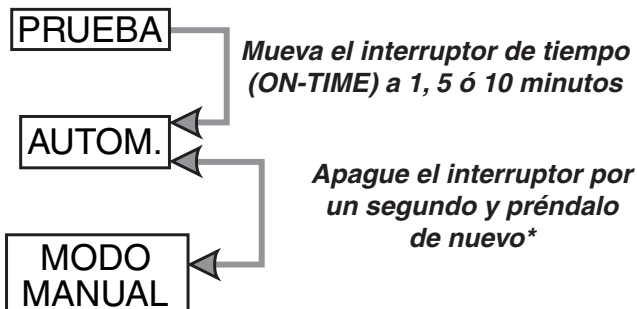 PRUEBA
Mueva el interruptor de tiempo
(ON-TIME) a 1, 5 ó 10 minutos
AUTOM.
Apague el interruptor por
un segundo y préndalo
de nuevo*
MODO
MANUAL